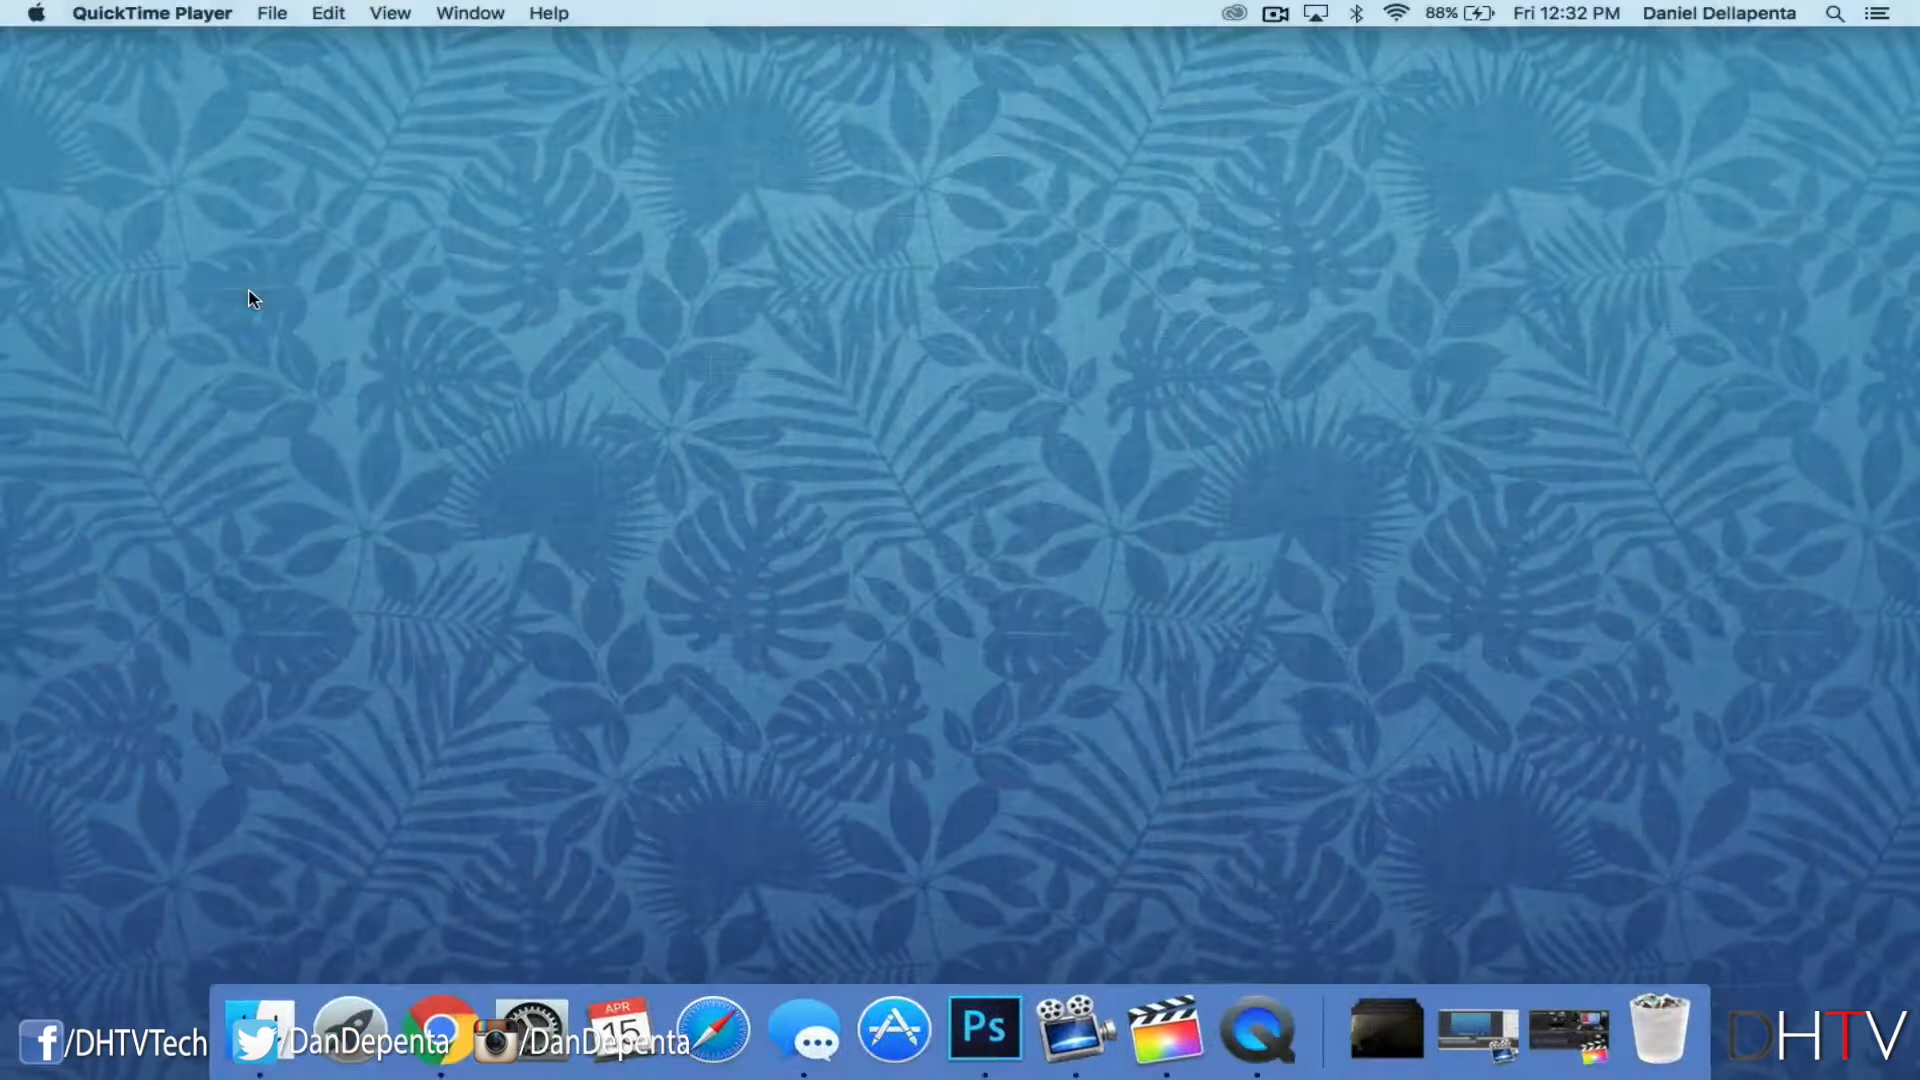 QuickTime Player File Edit View Window Help 88% Fri 12:32 PM Daniel Dellapenta
APR
15
Ps
/DHTVTech /DanDepenta /DanDepenta DHTV